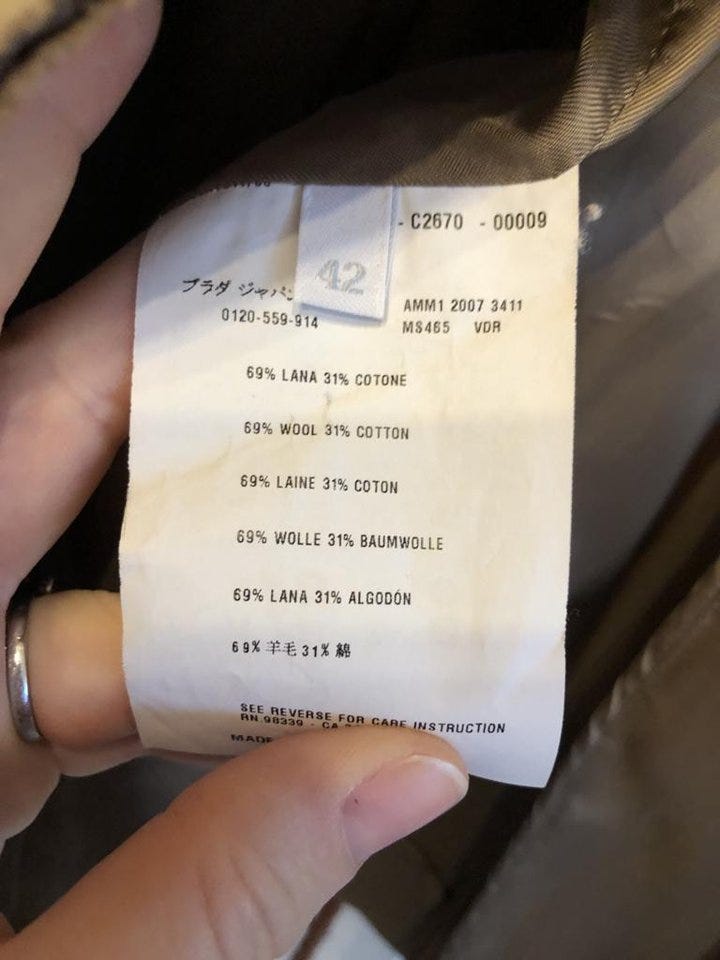 - C2670 - 00009
42
プラダ ジャパン
0120-559-914
AMM1 2007 3411
MS465 VDR
69% LANA 31% COTONE
69% WOOL 31% COTTON
69% LAINE 31% COTON
69% WOLLE 31% BAUMWOLLE
69% LANA 31% ALGODÓN
69% 羊毛 31% 綿
SEE REVERSE FOR CARE INSTRUCTION
RN 98339 - CA
MADE